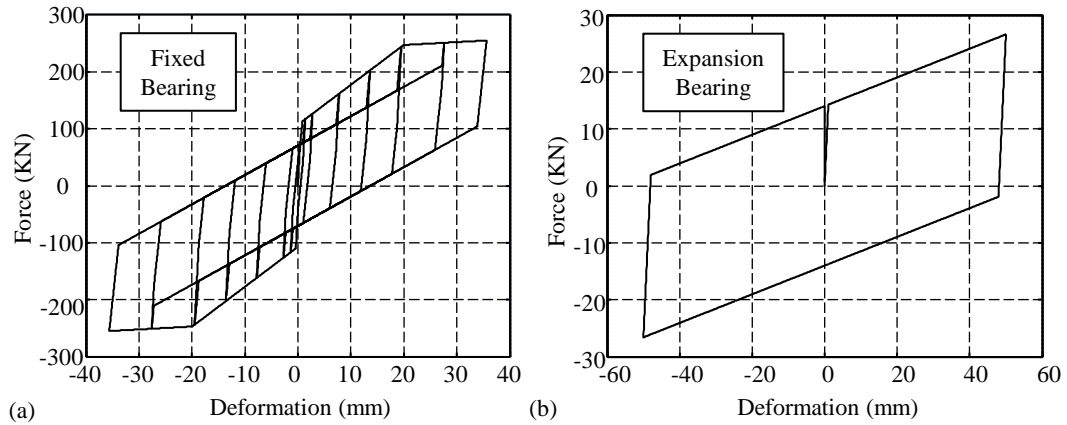 300
200
100
0
-100
-200
-300
Force (KN)
Fixed
Bearing
-40 -30 -20 -10 0 10 20 30 40
Deformation (mm)
(a)
30
20
10
0
-10
-20
-30
Force (KN)
Expansion
Bearing
-60 -40 -20 0 20 40 60
Deformation (mm)
(b)